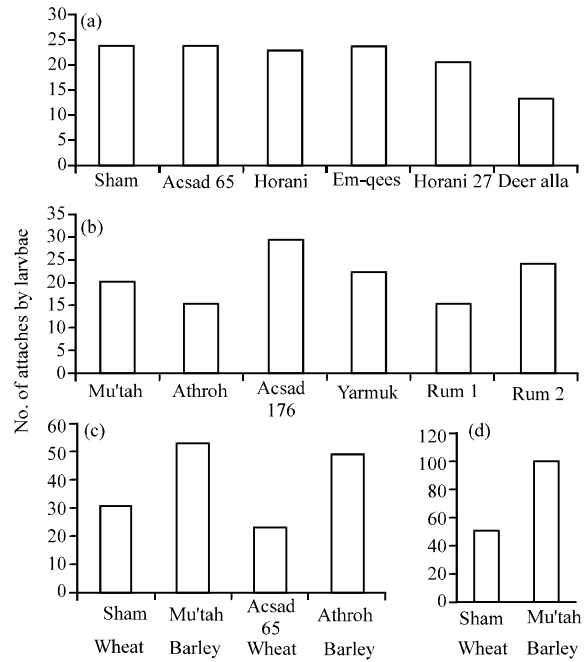 No. of attaches by larvbae
(a)
30
25
20
15
10
5
0
Sham Acsad 65 Horani Em-qees Horani 27 Deer alla
(b)
35
30
25
20
15
10
5
0
Mu'tah Athroh Acsad 176 Yarmuk Rum 1 Rum 2
(c)
60
50
40
30
20
10
0
Sham Mu'tah Acsad 65 Athroh
Wheat Barley Wheat Barley
(d)
120
100
80
60
40
20
0
Sham Mu'tah
Wheat Barley